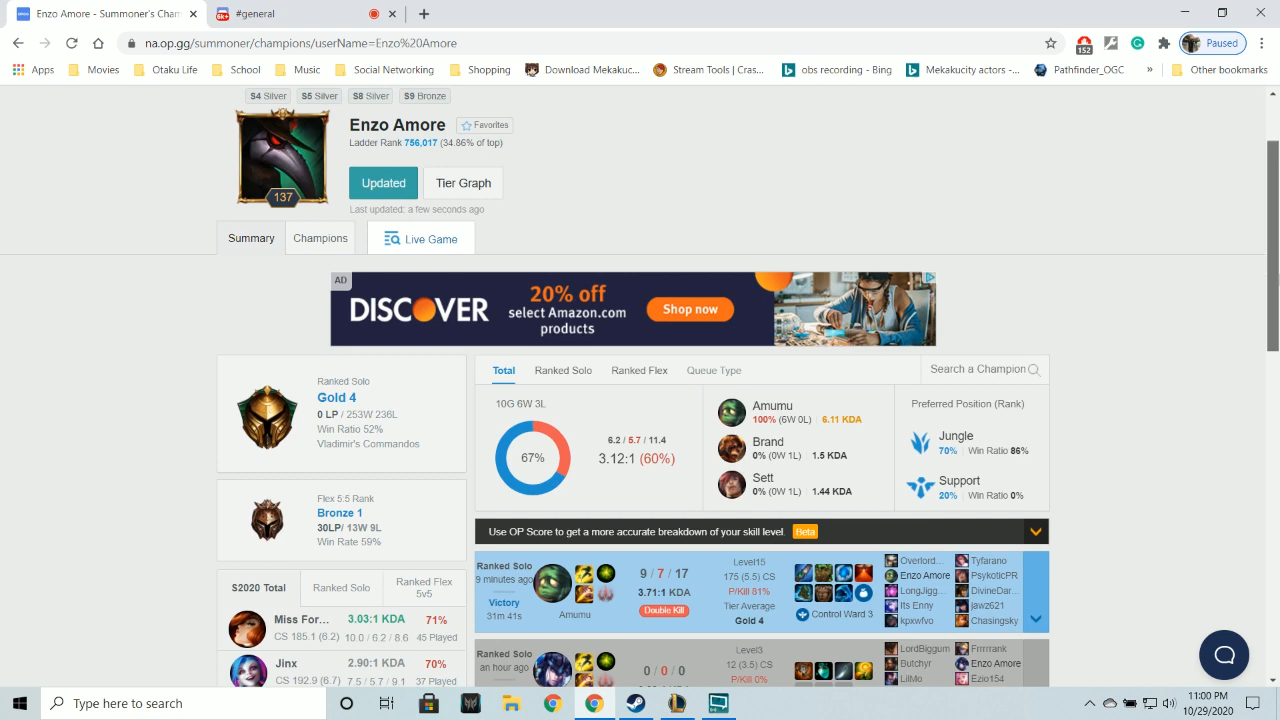 Enzo Amore - Summoner's Champi
6k+
#general
na.op.gg/summoner/champions/userName=Enzo%20Amore
152
Paused
Apps
Movies
Otaku Life
School
Music
Social Networking
Shopping
Download Mekakuc...
Stream Tools | Cras...
obs recording - Bing
Mekakucity actors -...
Pathfinder_OGC
»
Other bookmarks
S4 Silver
S5 Silver
S8 Silver
S9 Bronze
Enzo Amore
Favorites
Ladder Rank 756,017 (34.86% of top)
137
Updated
Tier Graph
Last updated: a few seconds ago
Summary
Champions
Live Game
AD
DISCOVER
20% off
select Amazon.com
products
Shop now
Ranked Solo
Gold 4
0 LP / 253W 236L
Win Ratio 52%
Vladimir's Commandos
Flex 5:5 Rank
Bronze 1
30LP/ 13W 9L
Win Rate 59%
S2020 Total
Ranked Solo
Ranked Flex
5v5
Miss For...
3.03:1 KDA
71%
CS 185.1 (6.2)
10.0 / 6.2 / 8.6
45 Played
Jinx
2.90:1 KDA
70%
CS 192.9 (6.7)
7.5 / 5.7 / 9.1
37 Played
Total
Ranked Solo
Ranked Flex
Queue Type
Search a Champion
10G 6W 3L
67%
6.2 / 5.7 / 11.4
3.12:1 (60%)
Amumu
100% (6W 0L) 6.11 KDA
Brand
0% (0W 1L) 1.5 KDA
Sett
0% (0W 1L) 1.44 KDA
Preferred Position (Rank)
Jungle
70% Win Ratio 86%
Support
20% Win Ratio 0%
Use OP Score to get a more accurate breakdown of your skill level.
Beta
Ranked Solo
9 minutes ago
Victory
31m 41s
Amumu
9 / 7 / 17
3.71:1 KDA
Double Kill
Level15
175 (5.5) CS
P/Kill 81%
Tier Average
Gold 4
Control Ward 3
Overlord...
Enzo Amore
LongJigg...
Its Enny
kpxwfvo
Tyfarano
PsykoticPR
DivineDar...
jawz621
Chasingsky
Ranked Solo
an hour ago
0 / 0 / 0
Level3
12 (3.5) CS
P/Kill 0%
LordBiggum
Butchyr
LilMo
Frrrrank
Enzo Amore
Ezio154
Type here to search
11:00 PM
10/29/2020